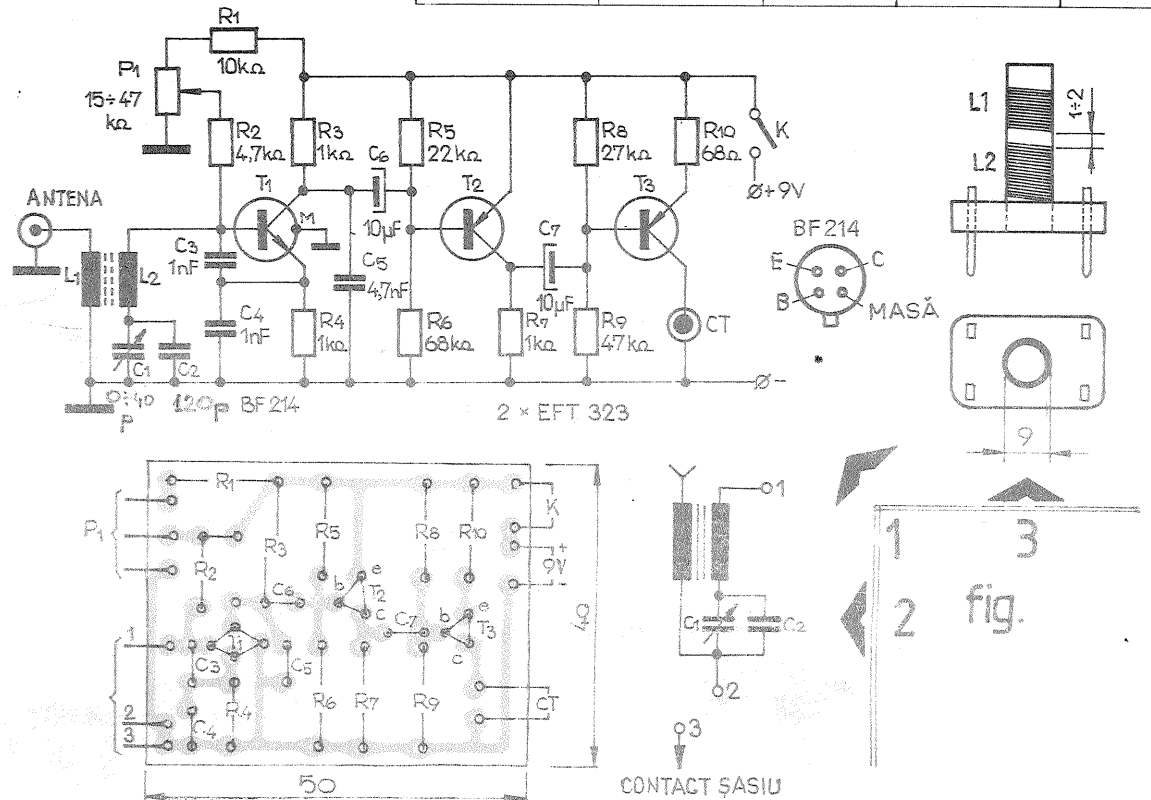 R1
10kΩ
P1
15÷47
kΩ
R2
4,7kΩ
R3
1kΩ
C6
10µF
R5
22kΩ
R8
27kΩ
R10
68Ω
K
Ø+9V
L1
L2
1÷2
ANTENA
T1
M
T2
T3
C7
10µF
BF214
E
C
B
MASĂ
L1
L2
C3
1nF
C4
1nF
C5
4,7nF
R4
1kΩ
R6
68kΩ
R7
1kΩ
R9
47kΩ
CT
Ø-
C1
C2
0÷40
P
120p
BF214
2 × EFT 323
9
R1
P1
R2
R3
R5
R8
R10
K
+
9V
-
C6
b
e
T2
c
C7
b
e
T3
c
1
C3
T1
C5
2
3
C4
R4
R6
R7
R9
CT
50
1
C1
C2
2
3
CONTACT ȘASIU
1
3
2
fig.